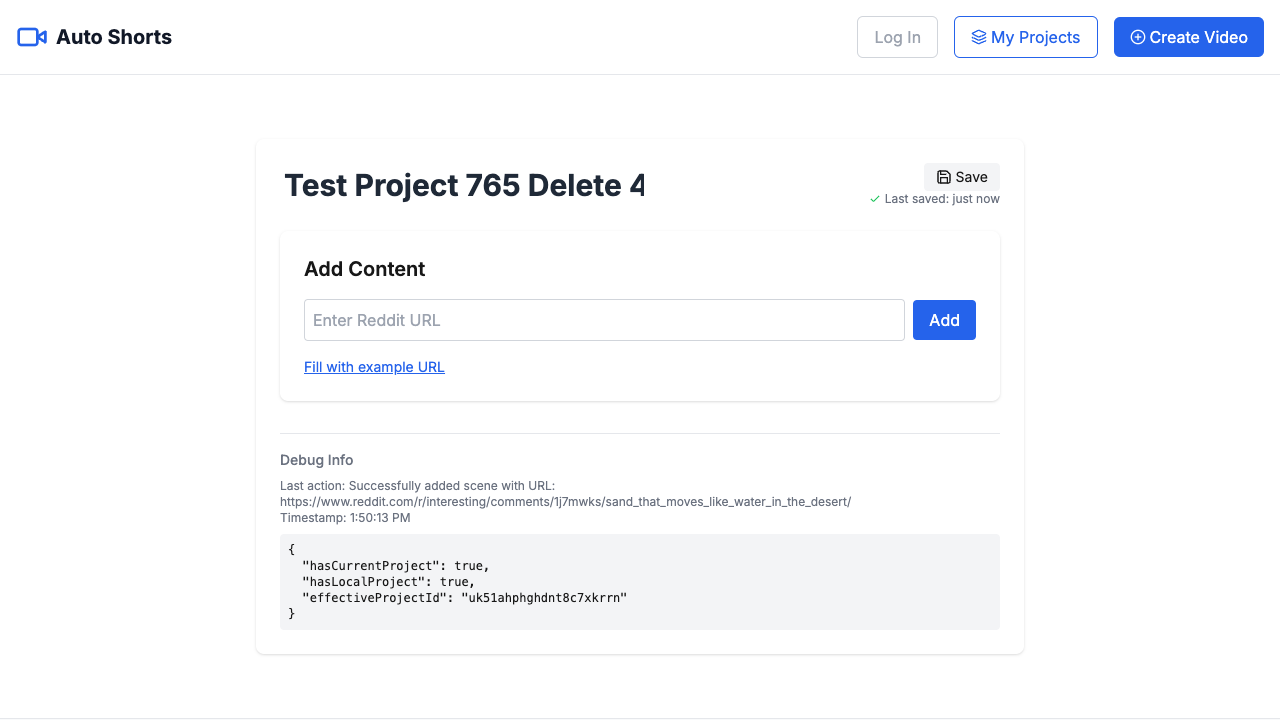 Auto Shorts
Log In
My Projects
Create Video
Test Project 765 Delete 4
Save
Last saved: just now
Add Content
Enter Reddit URL
Add
Fill with example URL
Debug Info
Last action: Successfully added scene with URL:
https://www.reddit.com/r/interesting/comments/1j7mwks/sand_that_moves_like_water_in_the_desert/
Timestamp: 1:50:13 PM
{
  "hasCurrentProject": true,
  "hasLocalProject": true,
  "effectiveProjectId": "uk51ahphghdnt8c7xkrrn"
}